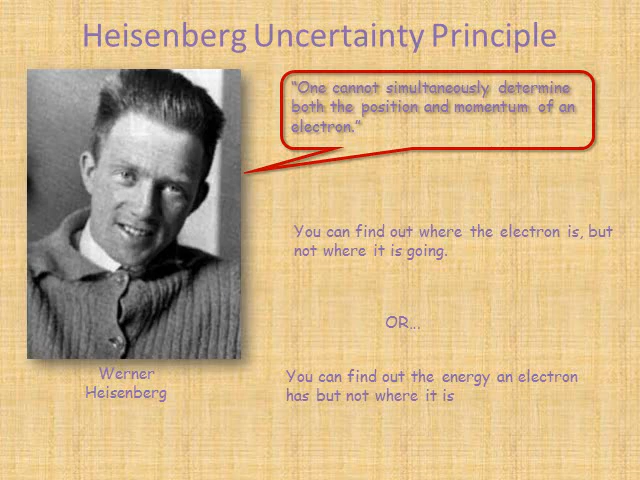 Heisenberg Uncertainty Principle
“One cannot simultaneously determine
both the position and momentum of an
electron.”
You can find out where the electron is, but
not where it is going.
OR…
Werner
Heisenberg
You can find out the energy an electron
has but not where it is